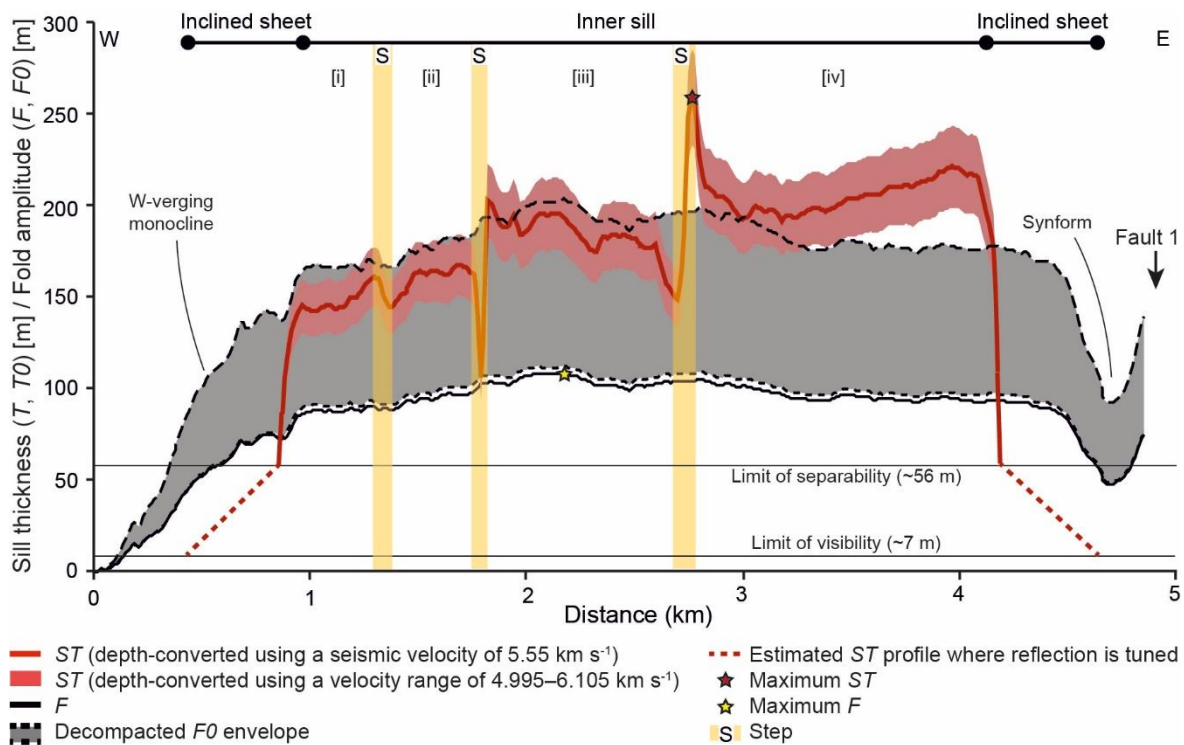 Sill thickness (T, T0) [m] / Fold amplitude (F, F0) [m]
300
250
200
150
100
50
0
W
Inclined sheet
Inner sill
Inclined sheet
E
S
S
S
[i]
[ii]
[iii]
[iv]
W-verging
monocline
Synform
Fault 1
Limit of separability (~56 m)
Limit of visibility (~7 m)
0
1
2
3
4
5
Distance (km)
ST (depth-converted using a seismic velocity of 5.55 km s⁻¹)
ST (depth-converted using a velocity range of 4.995–6.105 km s⁻¹)
F
Decompacted F0 envelope
Estimated ST profile where reflection is tuned
Maximum ST
Maximum F
S Step